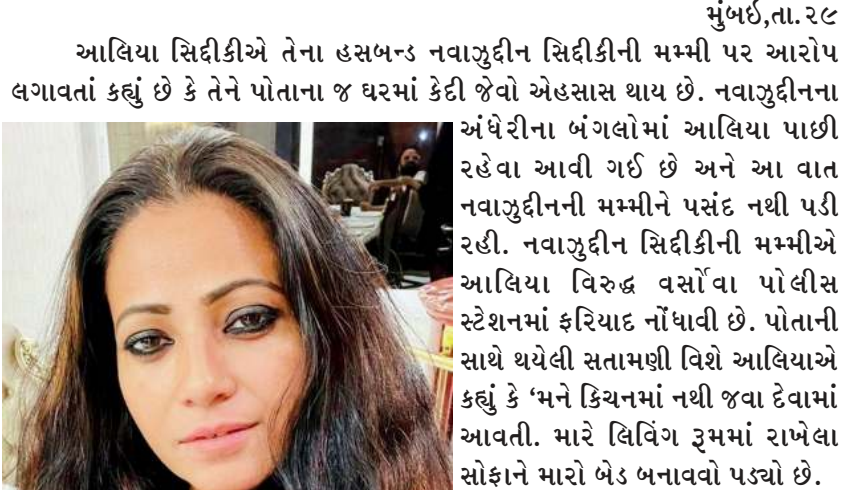 મુંબઈ,તા.૨૯
આલિયા સિદ્દીકીએ તેના હસબન્ડ નવાઝુદ્દીન સિદ્દીકીની મમ્મી પર આરોપ
લગાવતાં કહ્યું છે કે તેને પોતાના જ ઘરમાં કેદી જેવો એહસાસ થાય છે. નવાઝુદ્દીનના
અંધેરીના બંગલોમાં આલિયા પાછી
રહેવા આવી ગઈ છે અને આ વાત
નવાઝુદ્દીનની મમ્મીને પસંદ નથી પડી
રહી. નવાઝુદ્દીન સિદ્દીકીની મમ્મીએ
આલિયા વિરુદ્ધ વર્સોવા પોલીસ
સ્ટેશનમાં ફરિયાદ નોંધાવી છે. પોતાની
સાથે થયેલી સતામણી વિશે આલિયાએ
કહ્યું કે ‘મને કિચનમાં નથી જવા દેવામાં
આવતી. મારે લિવિંગ રૂમમાં રાખેલા
સોફાને મારો બેડ બનાવવો પડ્યો છે.